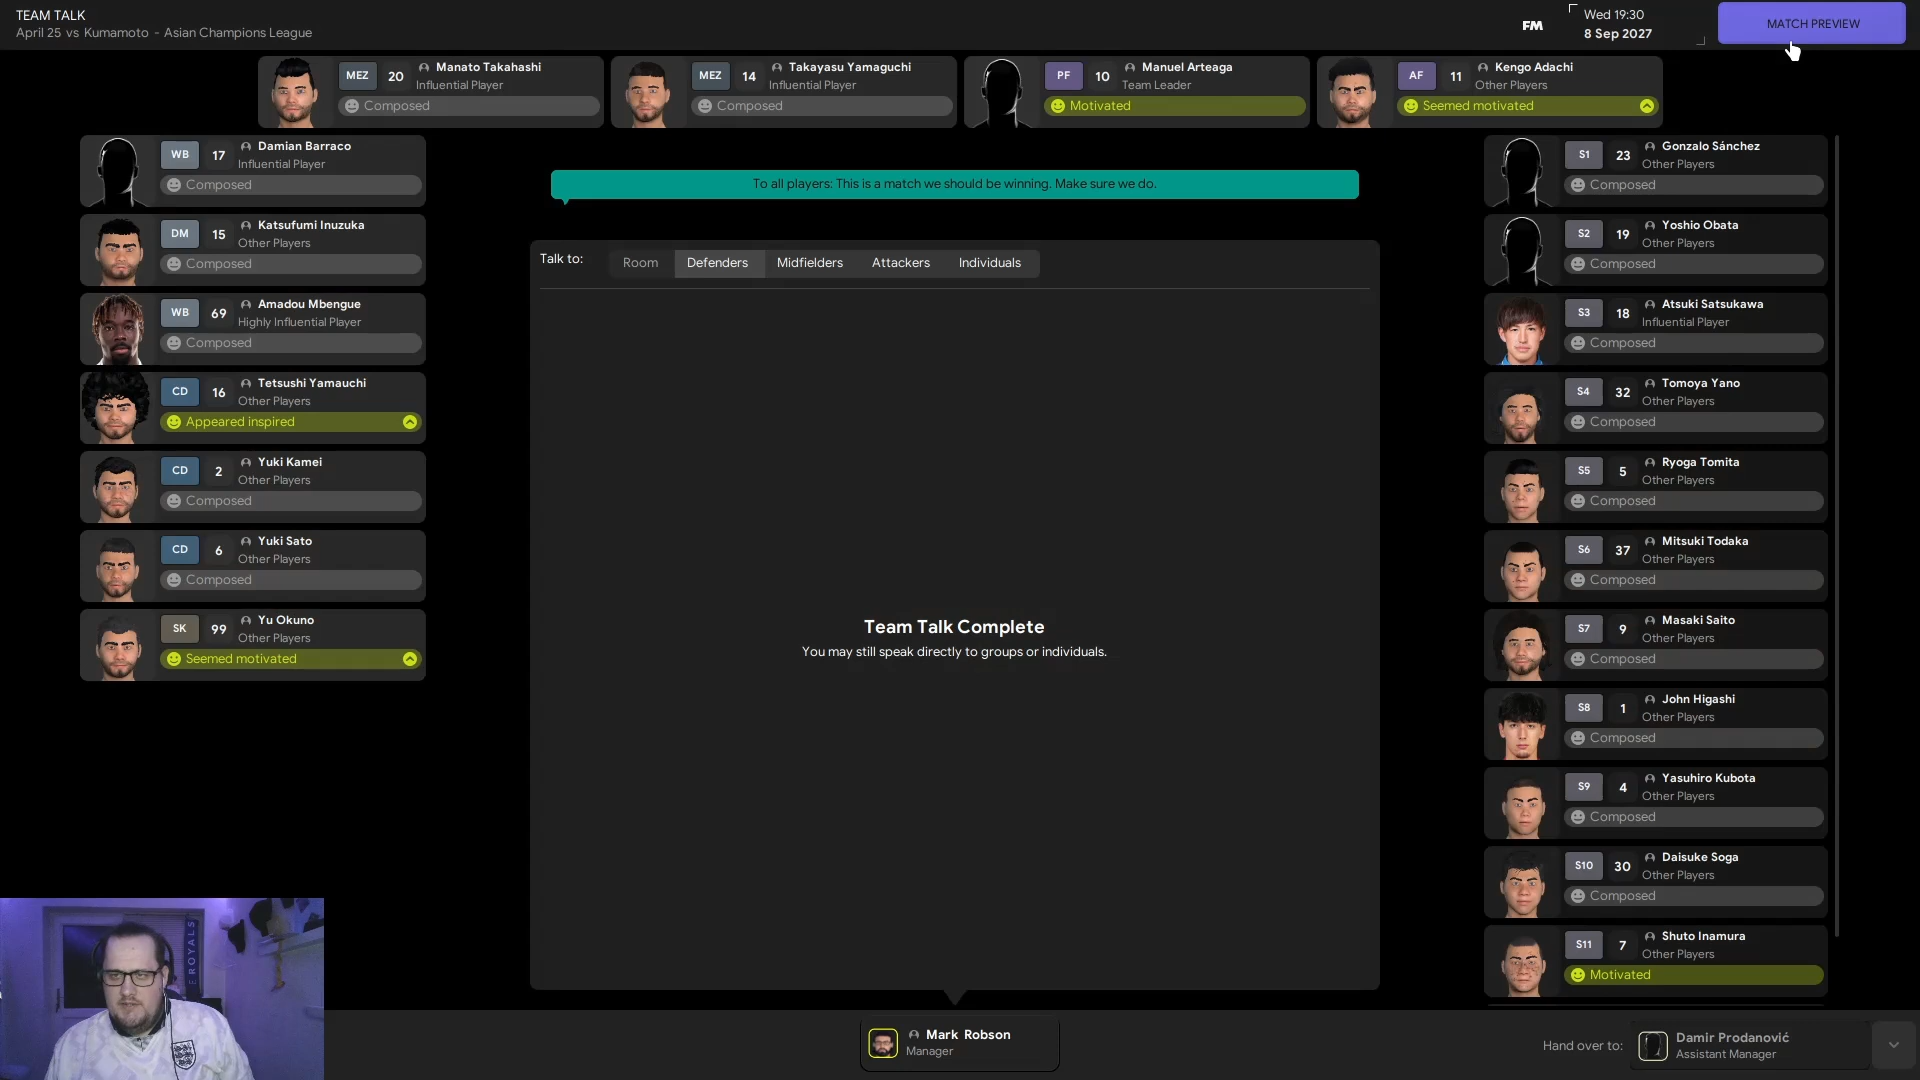 TEAM TALK
April 25 vs Kumamoto - Asian Champions League
FM
Wed 19:30
8 Sep 2027
MATCH PREVIEW
MEZ 20 Manato Takahashi
Influential Player
Composed
MEZ 14 Takayasu Yamaguchi
Influential Player
Composed
PF 10 Manuel Arteaga
Team Leader
Motivated
AF 11 Kengo Adachi
Other Players
Seemed motivated
WB 17 Damian Barraco
Influential Player
Composed
DM 15 Katsufumi Inuzuka
Other Players
Composed
WB 69 Amadou Mbengue
Highly Influential Player
Composed
CD 16 Tetsushi Yamauchi
Other Players
Appeared inspired
CD 2 Yuki Kamei
Other Players
Composed
CD 6 Yuki Sato
Other Players
Composed
SK 99 Yu Okuno
Other Players
Seemed motivated
To all players: This is a match we should be winning. Make sure we do.
Talk to: Room Defenders Midfielders Attackers Individuals
Team Talk Complete
You may still speak directly to groups or individuals.
S1 23 Gonzalo Sánchez
Other Players
Composed
S2 19 Yoshio Obata
Other Players
Composed
S3 18 Atsuki Satsukawa
Influential Player
Composed
S4 32 Tomoya Yano
Other Players
Composed
S5 5 Ryoga Tomita
Other Players
Composed
S6 37 Mitsuki Todaka
Other Players
Composed
S7 9 Masaki Saito
Other Players
Composed
S8 1 John Higashi
Other Players
Composed
S9 4 Yasuhiro Kubota
Other Players
Composed
S10 30 Daisuke Soga
Other Players
Composed
S11 7 Shuto Inamura
Other Players
Motivated
E ROYALS
Mark Robson
Manager
Hand over to: Damir Prodanović
Assistant Manager